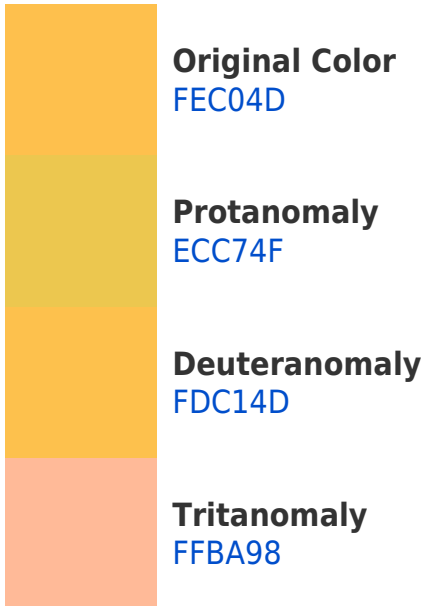 Original Color
FEC04D
Protanomaly
ECC74F
Deuteranomaly
FDC14D
Tritanomaly
FFBA98